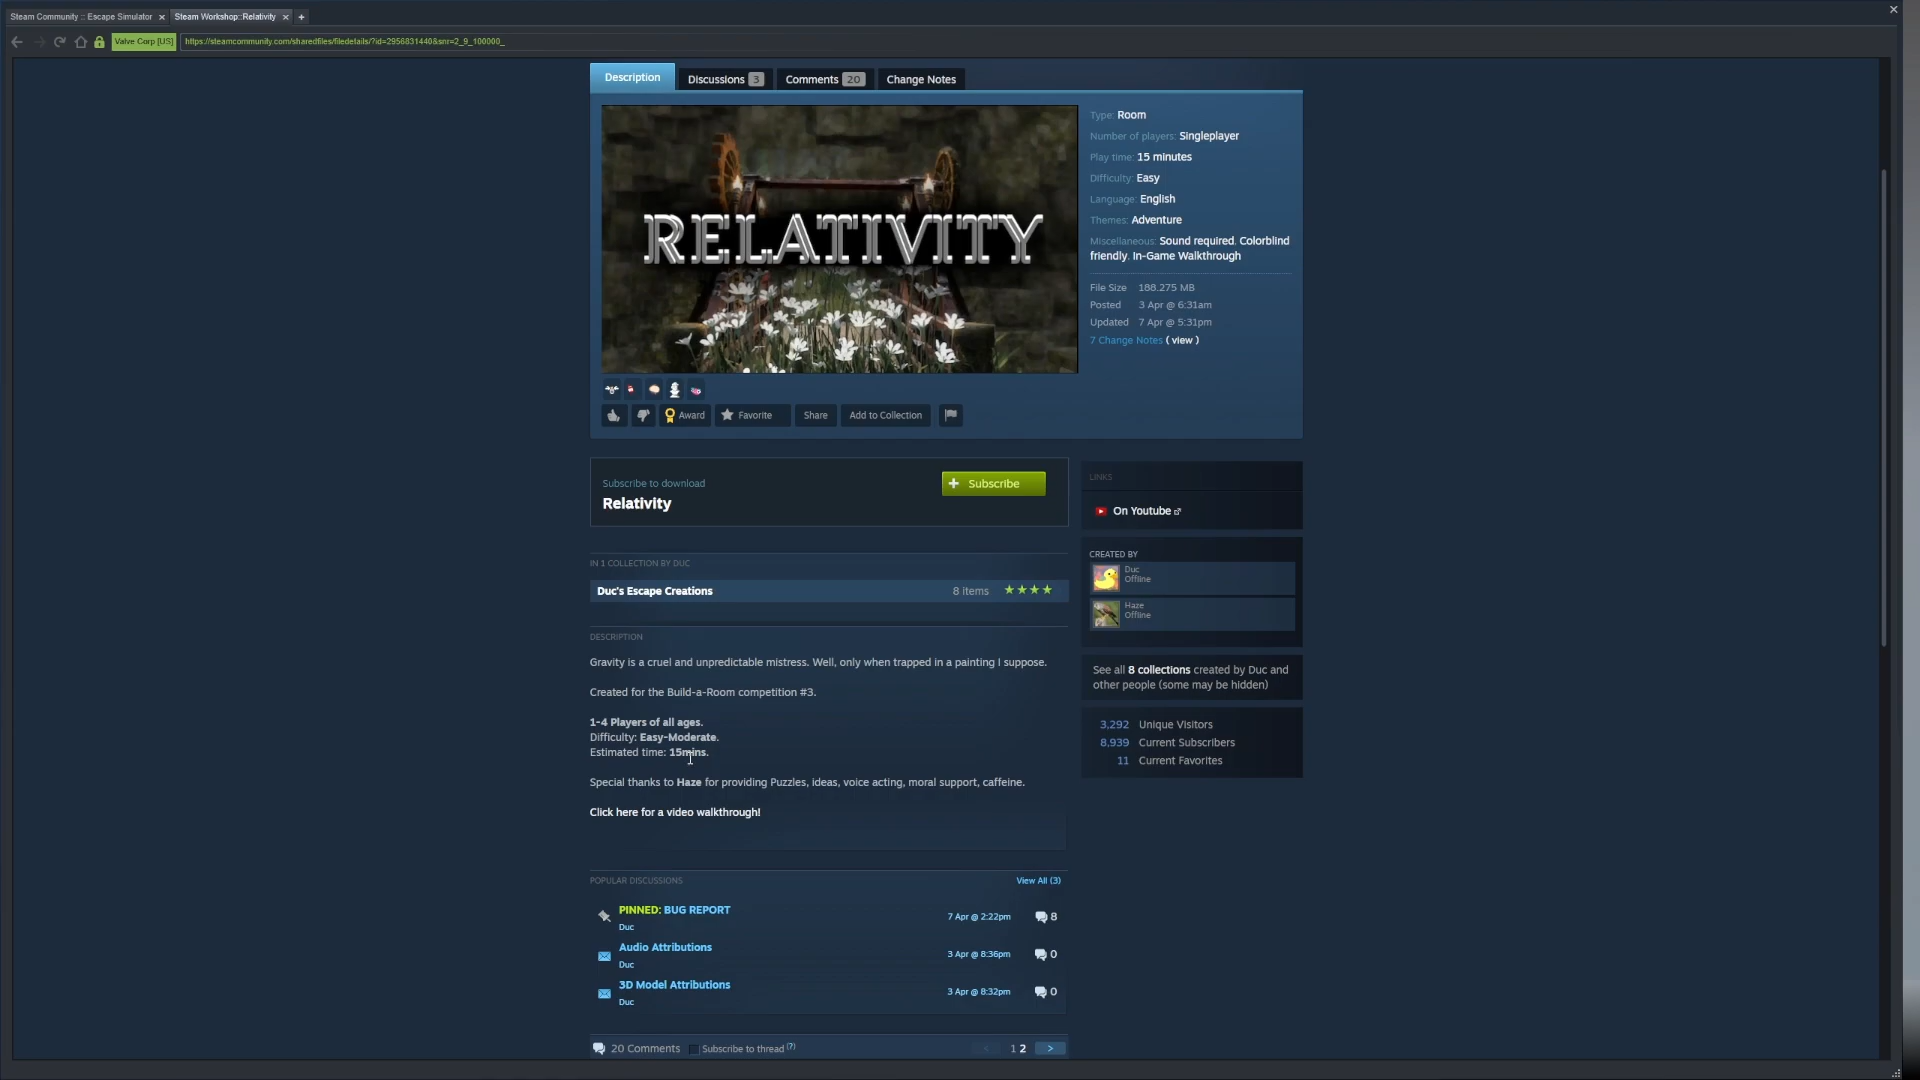 Steam Community :: Escape Simulator
Steam Workshop::Relativity
Valve Corp [US]
https://steamcommunity.com/sharedfiles/filedetails/?id=2956831440&snr=2_9_100000_
Description
Discussions 3
Comments 20
Change Notes
RELATIVITY
Type: Room
Number of players: Singleplayer
Play time: 15 minutes
Difficulty: Easy
Language: English
Themes: Adventure
Miscellaneous: Sound required, Colorblind
friendly, In-Game Walkthrough
File Size 188.275 MB
Posted 3 Apr @ 6:31am
Updated 7 Apr @ 5:31pm
7 Change Notes ( view )
Award
Favorite
Share
Add to Collection
Subscribe to download
Relativity
Subscribe
LINKS
On Youtube
CREATED BY
Duc
Offline
Haze
Offline
See all 8 collections created by Duc and
other people (some may be hidden)
3,292 Unique Visitors
8,939 Current Subscribers
11 Current Favorites
IN 1 COLLECTION BY DUC
Duc's Escape Creations 8 items
DESCRIPTION
Gravity is a cruel and unpredictable mistress. Well, only when trapped in a painting I suppose.
Created for the Build-a-Room competition #3.
1-4 Players of all ages.
Difficulty: Easy-Moderate.
Estimated time: 15mins.
Special thanks to Haze for providing Puzzles, ideas, voice acting, moral support, caffeine.
Click here for a video walkthrough!
POPULAR DISCUSSIONS
View All (3)
PINNED: BUG REPORT 7 Apr @ 2:22pm 8
Duc
Audio Attributions 3 Apr @ 8:36pm 0
Duc
3D Model Attributions 3 Apr @ 8:32pm 0
Duc
20 Comments Subscribe to thread (?) < 1 2 >